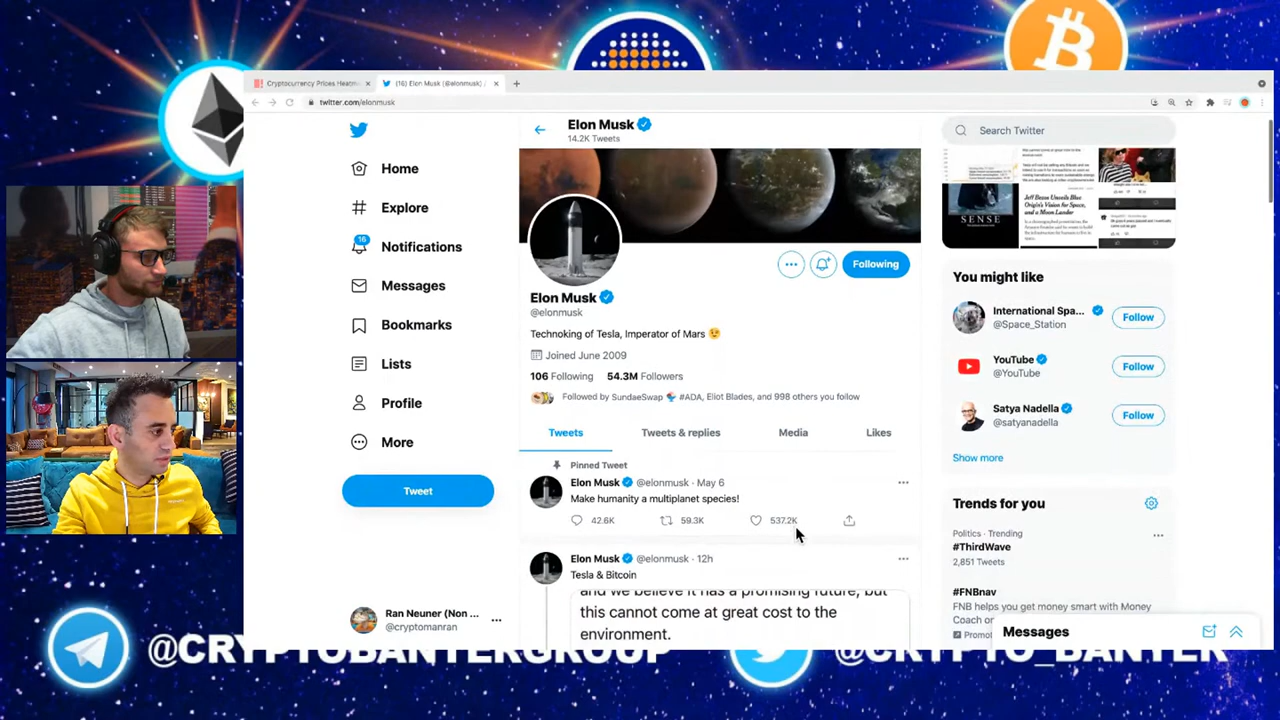 Cryptocurrency Prices Heatm
(16) Elon Musk (@elonmusk)
twitter.com/elonmusk
Elon Musk
14.2K Tweets
Search Twitter
Home
Explore
16
Notifications
Messages
Bookmarks
Lists
Profile
More
Tweet
Ran Neuner (Non ...
@cryptomanran
Following
Elon Musk
@elonmusk
Technoking of Tesla, Imperator of Mars 😉
Joined June 2009
106 Following 54.3M Followers
Followed by SundaeSwap #ADA, Eliot Blades, and 998 others you follow
Tweets
Tweets & replies
Media
Likes
Pinned Tweet
Elon Musk @elonmusk · May 6
Make humanity a multiplanet species!
42.6K 59.3K 537.2K
Elon Musk @elonmusk · 12h
Tesla & Bitcoin
and we believe it has a promising future, but
this cannot come at great cost to the
environment.
SENSE
Jeff Bezos Unveils Blue
Origin's Vision for Space,
and a Moon Lander
You might like
International Spa...
@Space_Station
Follow
YouTube
@YouTube
Follow
Satya Nadella
@satyanadella
Follow
Show more
Trends for you
Politics · Trending
#ThirdWave
2,851 Tweets
#FNBnav
FNB helps you get money smart with Money
Coach on
Promo
Messages
@CRYPTOBANTERGROUP
@CRYPTO_BANTER